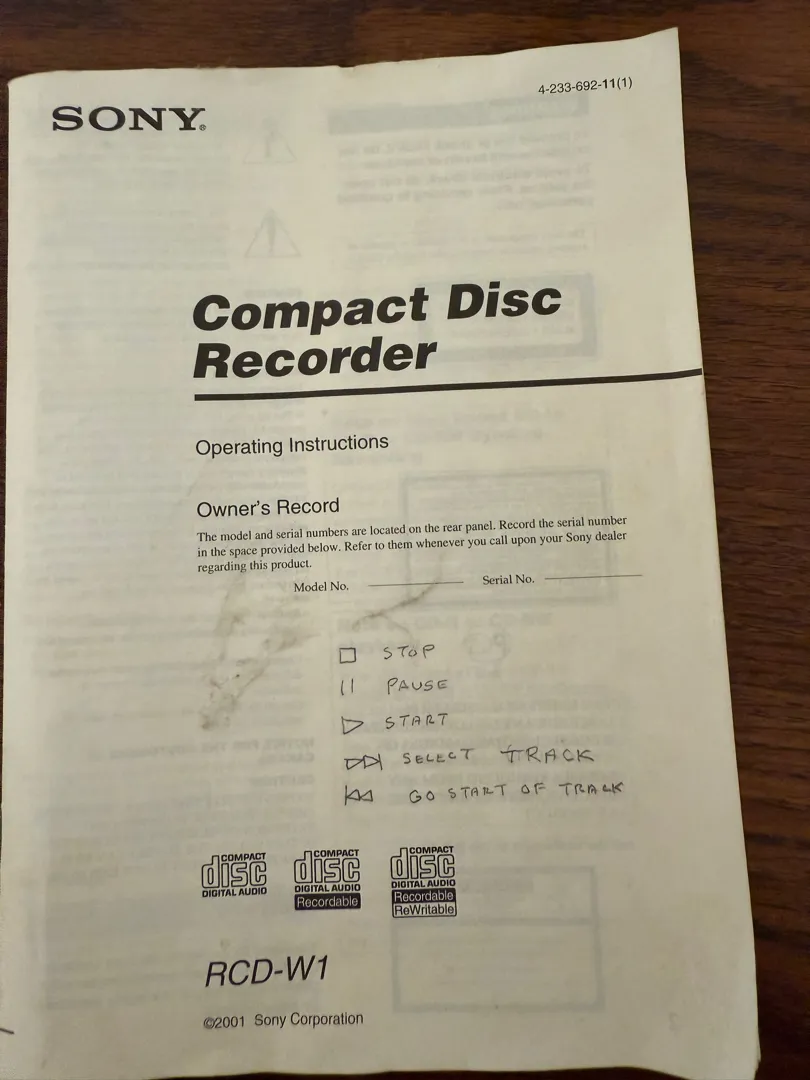 4-233-692-11(1)
SONY®
Compact Disc
Recorder
Operating Instructions
Owner's Record
The model and serial numbers are located on the rear panel. Record the serial number
in the space provided below. Refer to them whenever you call upon your Sony dealer
regarding this product.
Model No. Serial No.
STOP
PAUSE
START
SELECT TRACK
GO START OF TRACK
COMPACT
disc
DIGITAL AUDIO
COMPACT
disc
DIGITAL AUDIO
Recordable
COMPACT
disc
DIGITAL AUDIO
Recordable
ReWritable
RCD-W1
©2001 Sony Corporation